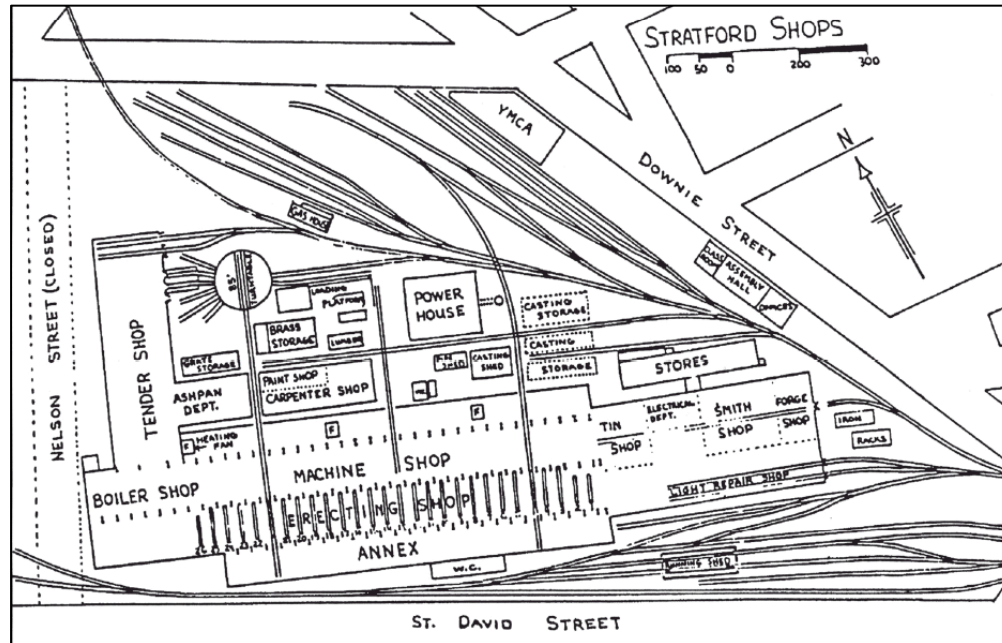 STRATFORD SHOPS
100 50 0 200 300
N
YMCA
DOWNIE STREET
NELSON STREET (CLOSED)
GAS HOUSE
CLASS ROOM
ASSEMBLY HALL
OFFICES
TENDER SHOP
85' TURNTABLE
LOADING PLATFORM
BRASS STORAGE
LUMBER
POWER HOUSE
CASTING STORAGE
CASTING
STORAGE
GRATE STORAGE
ASHPAN DEPT.
PAINT SHOP
CARPENTER SHOP
SHED
CASTING SHED
STORES
F
HEATING FAN
F
F
TIN SHOP
ELECTRICAL DEPT.
SMITH SHOP
FORGE SHOP
IRON
RACKS
BOILER SHOP
MACHINE SHOP
LIGHT REPAIR SHOP
ERECTING SHOP
ANNEX
W.C.
RUNNING SHED
ST. DAVID STREET